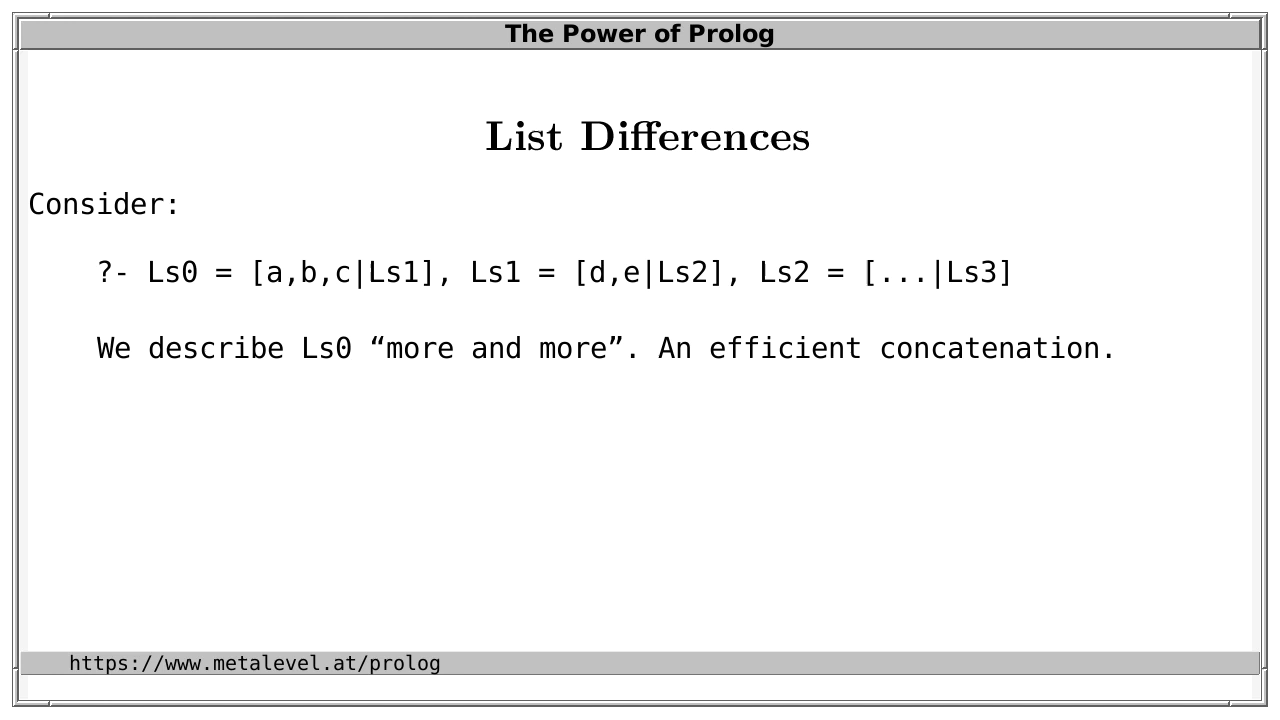 The Power of Prolog
List Differences
Consider:
?- Ls0 = [a,b,c|Ls1], Ls1 = [d,e|Ls2], Ls2 = [...|Ls3]
We describe Ls0 “more and more”. An efficient concatenation.
https://www.metalevel.at/prolog